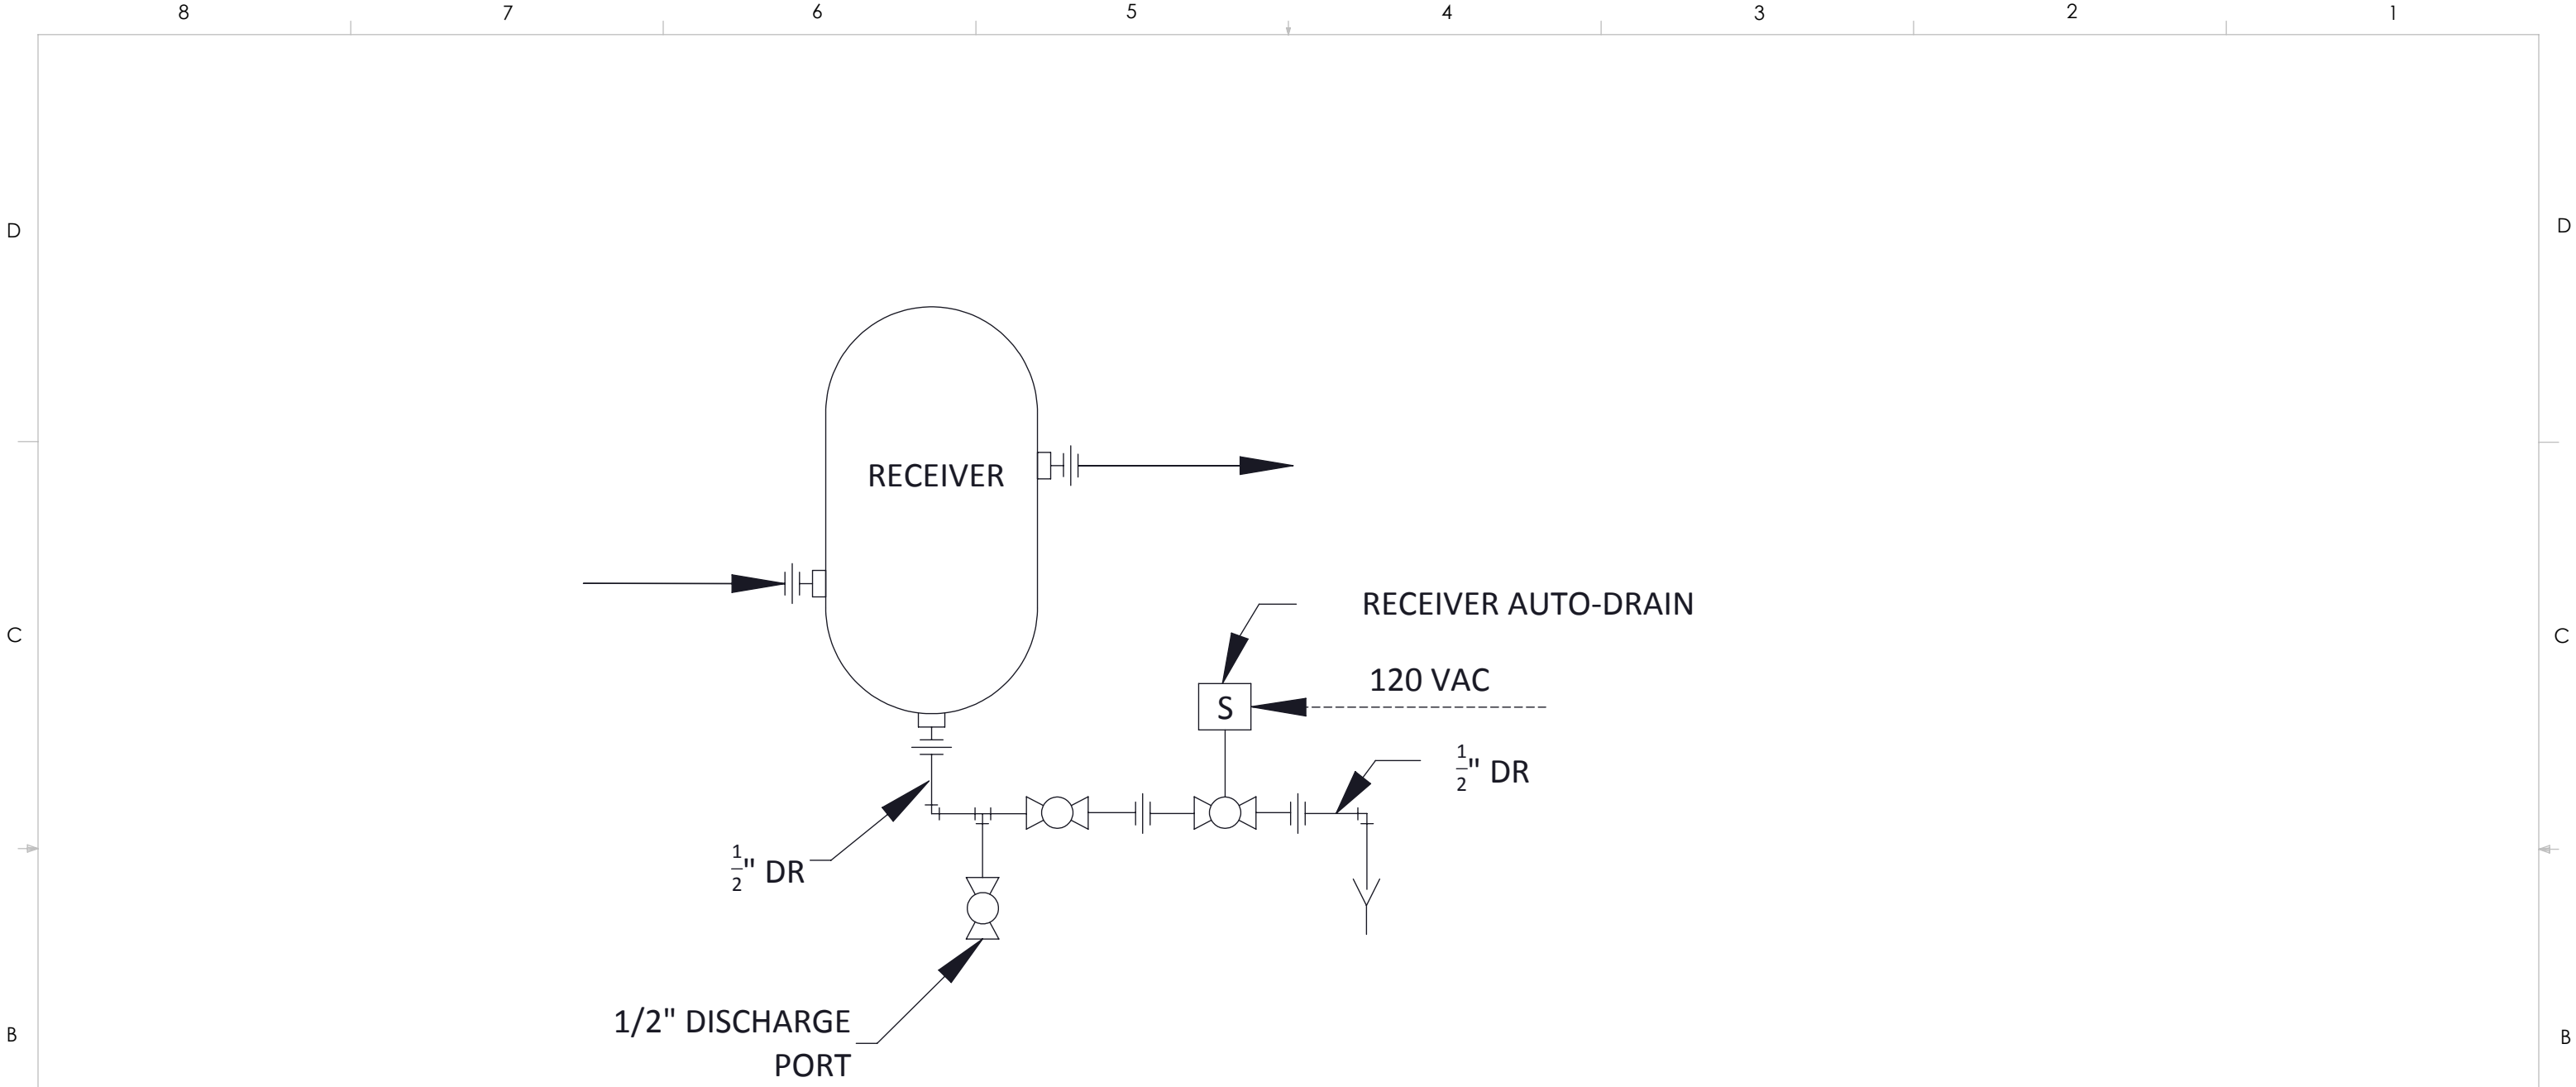 8 7 6 5 4 3 2 1
D D
RECEIVER
RECEIVER AUTO-DRAIN
C C
120 VAC
S
1/2" DR
1/2" DR
1/2" DISCHARGE
PORT
B B